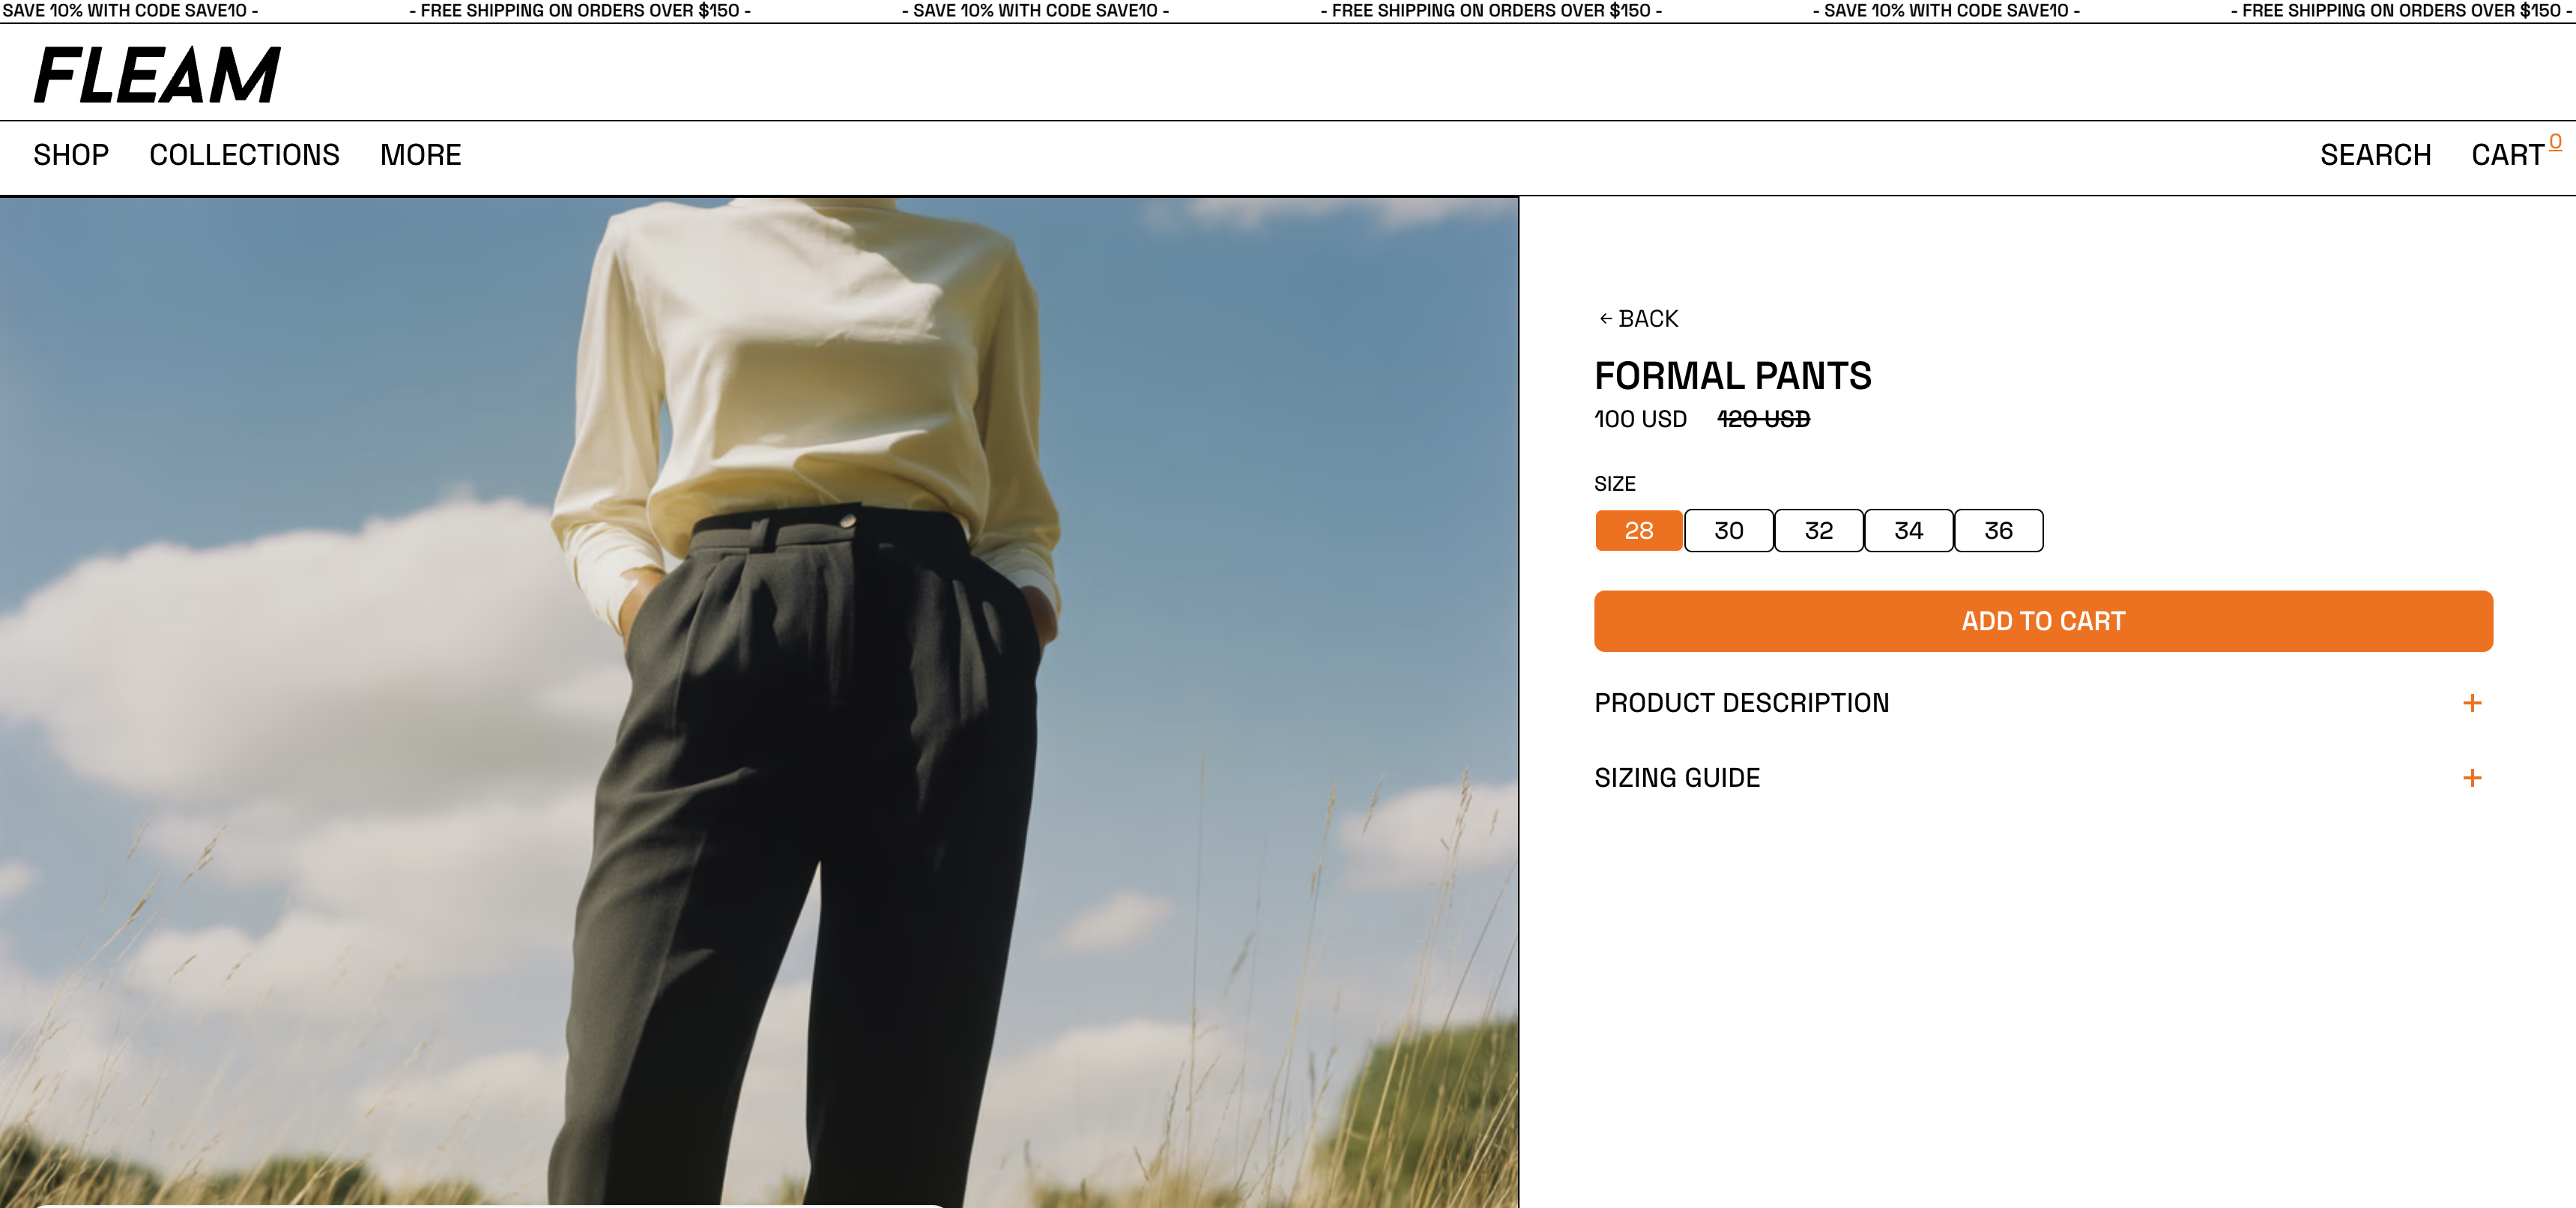 SAVE 10% WITH CODE SAVE10 - - FREE SHIPPING ON ORDERS OVER $150 - - SAVE 10% WITH CODE SAVE10 - - FREE SHIPPING ON ORDERS OVER $150 - - SAVE 10% WITH CODE SAVE10 - - FREE SHIPPING ON ORDERS OVER $150 -
FLEAM
SHOP COLLECTIONS MORE SEARCH CART 0
← BACK
FORMAL PANTS
100 USD 120 USD
SIZE
28 30 32 34 36
ADD TO CART
PRODUCT DESCRIPTION +
SIZING GUIDE +